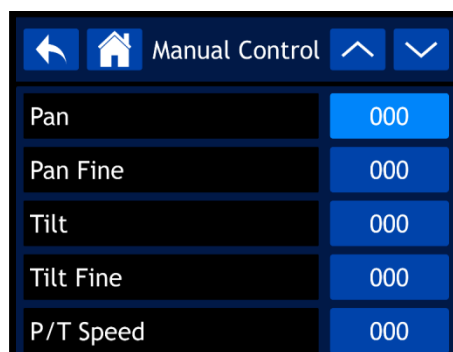 Manual Control
Pan 000
Pan Fine 000
Tilt 000
Tilt Fine 000
P/T Speed 000